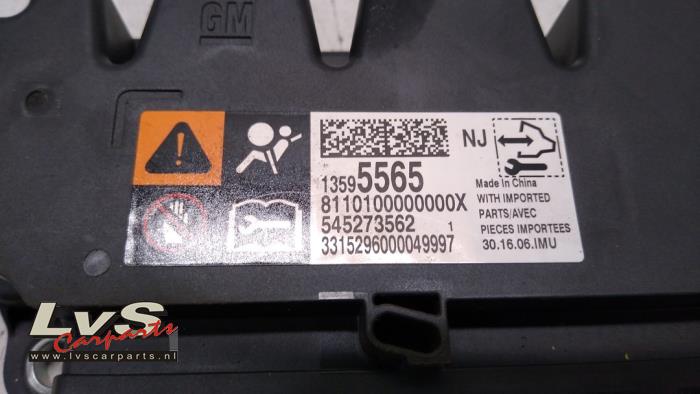 GM
NJ
13595565
8110100000000X
545273562 1
3315296000049997
Made In China
WITH IMPORTED
PARTS/AVEC
PIECES IMPORTEES
30.16.06.IMU
LvS
Carparts
www.lvscarparts.nl